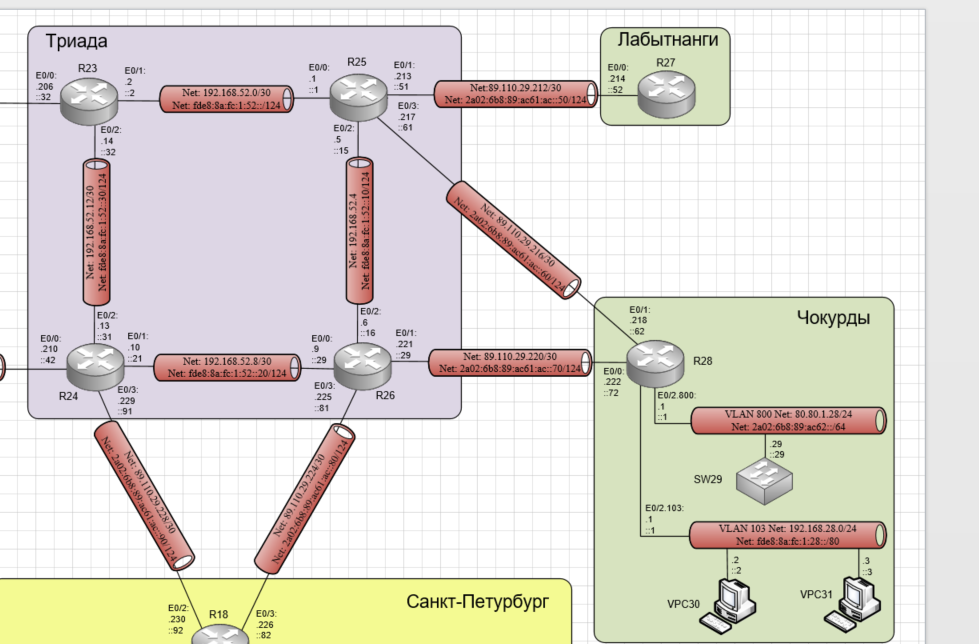 Триада
R23
E0/0:
.206
::32
E0/1:
.2
::2
Net: 192.168.52.0/30
Net: fde8:8a:fc:1:52::/124
E0/0:
.1
::1
R25
E0/1:
.213
::51
E0/3:
.217
::61
Net:89.110.29.212/30
Net: 2a02:6b8:89:ac61:ac::50/124
Лабытнанги
E0/0:
.214
::52
R27
E0/2:
.14
::32
E0/2:
.5
::15
Net: 192.168.52.12/30
Net: fde8:8a:fc:1:52::30/124
Net: 192.168.52.4
Net: fde8:8a:fc:1:52::10/124
Net: 89.110.29.216/30
Net: 2a02:6b8:89:ac61:ac::60/124
E0/2:
.13
::31
E0/0:
.210
::42
E0/1:
.10
::21
R24
E0/3:
.229
::91
Net: 192.168.52.8/30
Net: fde8:8a:fc:1:52::20/124
E0/2:
.6
::16
E0/0:
.9
::29
E0/1:
.221
::29
E0/3:
.225
::81
R26
Net: 89.110.29.220/30
Net: 2a02:6b8:89:ac61:ac::70/124
Чокурды
E0/1:
.218
::62
R28
E0/0:
.222
::72
E0/2.800:
.1
::1
VLAN 800 Net: 80.80.1.28/24
Net: 2a02:6b8:89:ac62::/64
.29
::29
SW29
E0/2.103:
.1
::1
VLAN 103 Net: 192.168.28.0/24
Net: fde8:8a:fc:1:28::/80
.2
::2
VPC30
.3
::3
VPC31
Net: 89.110.29.228/30
Net: 2a02:6b8:89:ac61:ac::90/124
Net: 89.110.29.224/30
Net: 2a02:6b8:89:ac61:ac::80/124
Санкт-Петурбург
E0/2:
.230
::92
R18
E0/3:
.226
::82